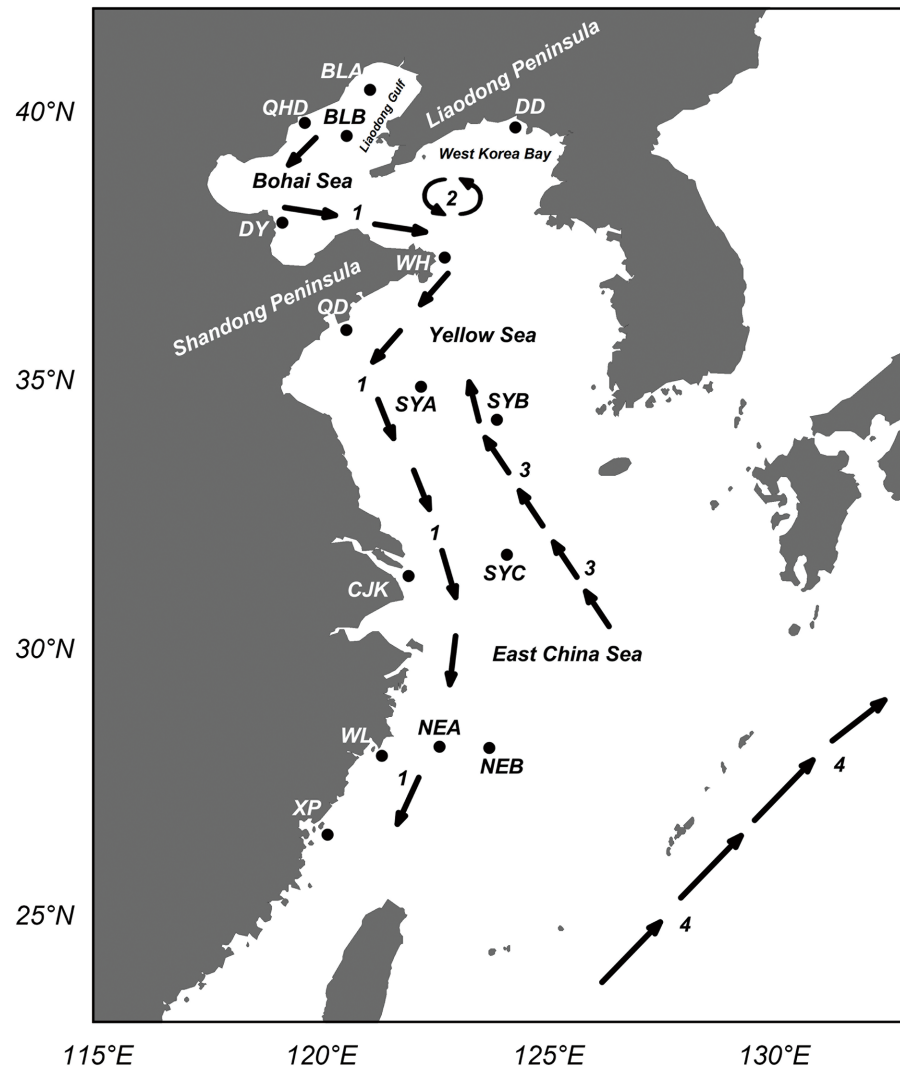 40°N
35°N
30°N
25°N
115°E
120°E
125°E
130°E
BLA
QHD
BLB
Liaodong Gulf
Liaodong Peninsula
DD
West Korea Bay
Bohai Sea
2
1
DY
WH
Shandong Peninsula
QD
Yellow Sea
1
SYA
SYB
3
1
SYC
3
CJK
East China Sea
NEA
WL
NEB
1
4
XP
4